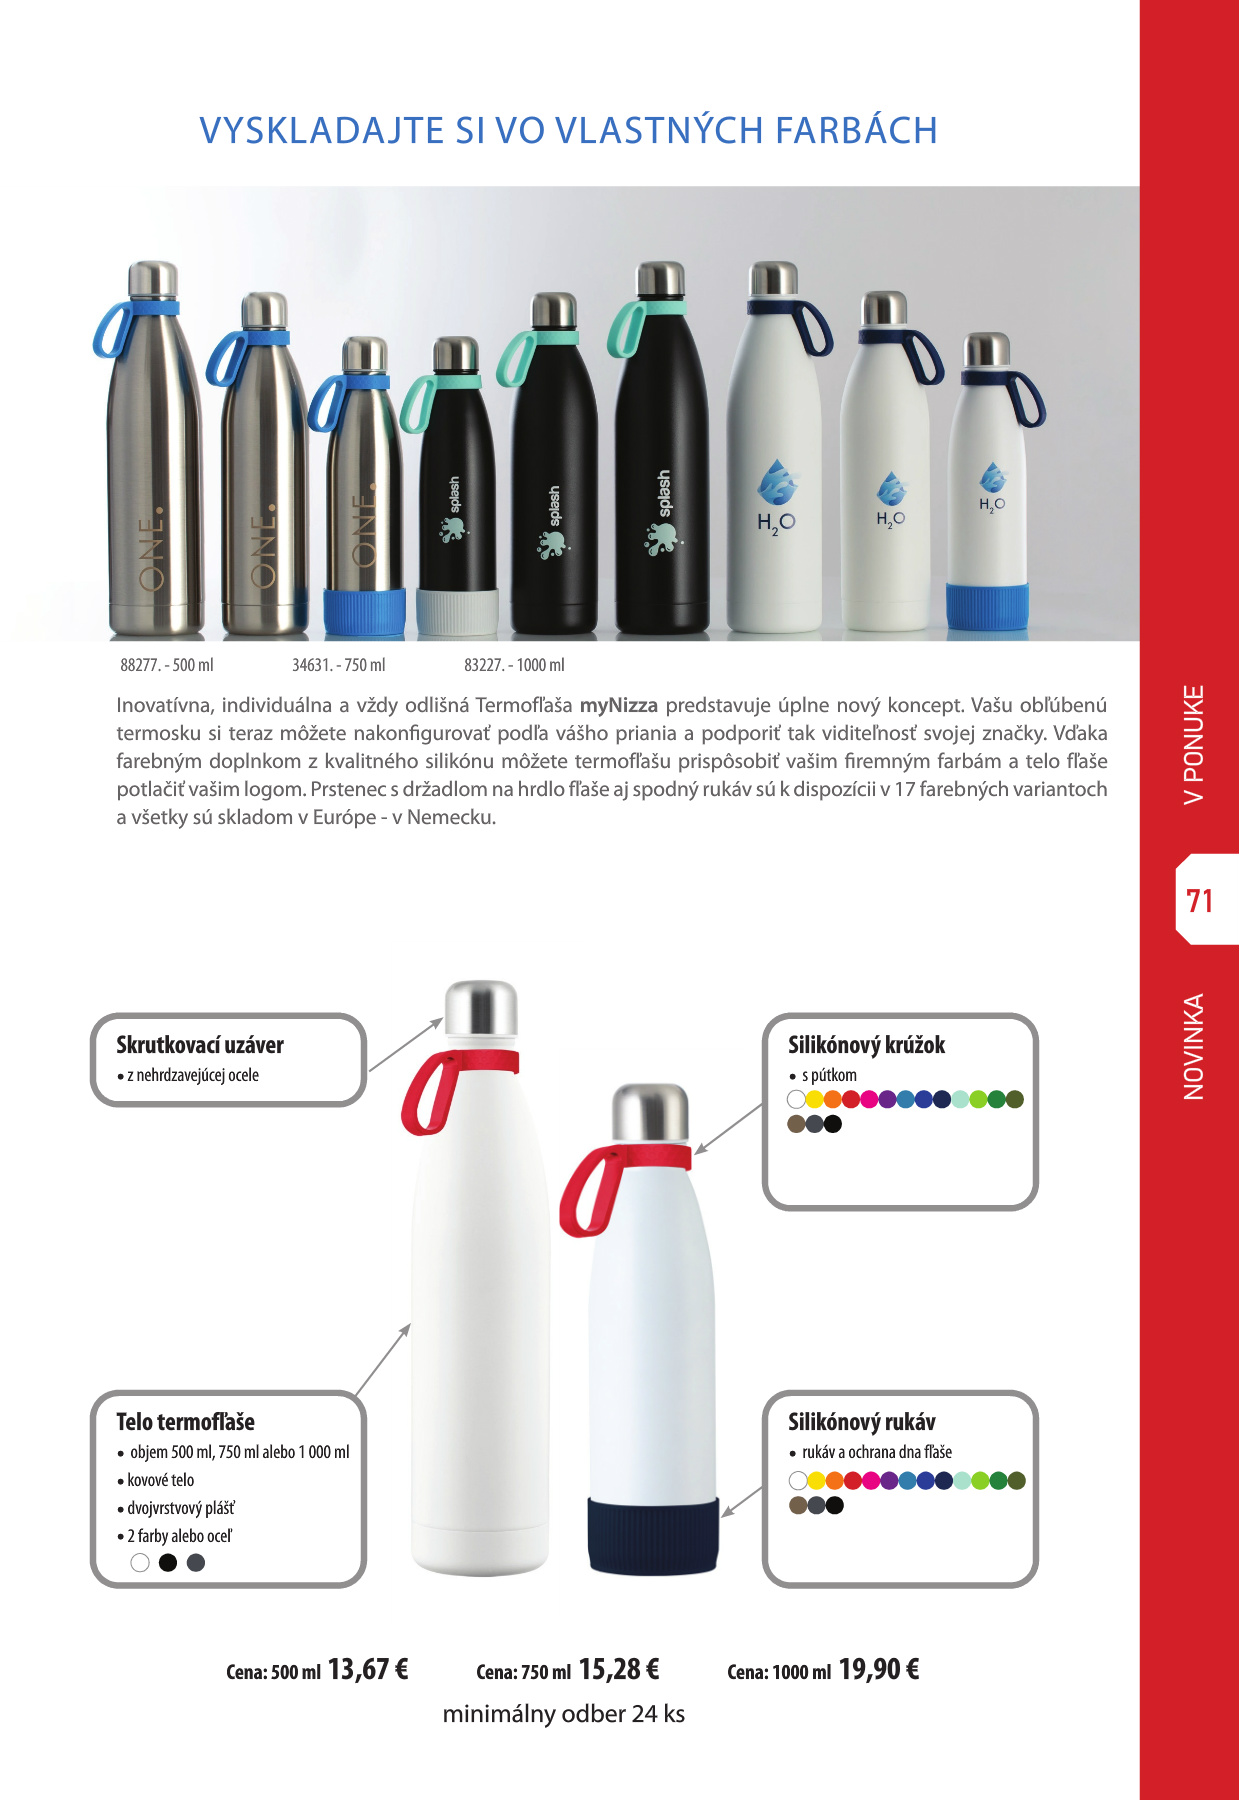 VYSKLADAJTE SI VO VLASTNÝCH FARBÁCH
ONE.
ONE.
ONE.
splash
splash
splash
H2O
H2O
H2O
88277. - 500 ml 34631. - 750 ml 83227. - 1000 ml
Inovatívna, individuálna a vždy odlišná Termofľaša myNizza predstavuje úplne nový koncept. Vašu obľúbenú
termosku si teraz môžete nakonfigurovať podľa vášho priania a podporiť tak viditeľnosť svojej značky. Vďaka
farebným doplnkom z kvalitného silikónu môžete termofľašu prispôsobiť vašim firemným farbám a telo fľaše
potlačiť vašim logom. Prstenec s držadlom na hrdlo fľaše aj spodný rukáv sú k dispozícii v 17 farebných variantoch
a všetky sú skladom v Európe - v Nemecku.
V PONUKE
71
NOVINKA
Skrutkovací uzáver
• z nehrdzavejúcej ocele
Silikónový krúžok
• s pútkom
Telo termofľaše
• objem 500 ml, 750 ml alebo 1 000 ml
• kovové telo
• dvojvrstvový plášť
• 2 farby alebo oceľ
Silikónový rukáv
• rukáv a ochrana dna fľaše
Cena: 500 ml 13,67 € Cena: 750 ml 15,28 € Cena: 1000 ml 19,90 €
minimálny odber 24 ks